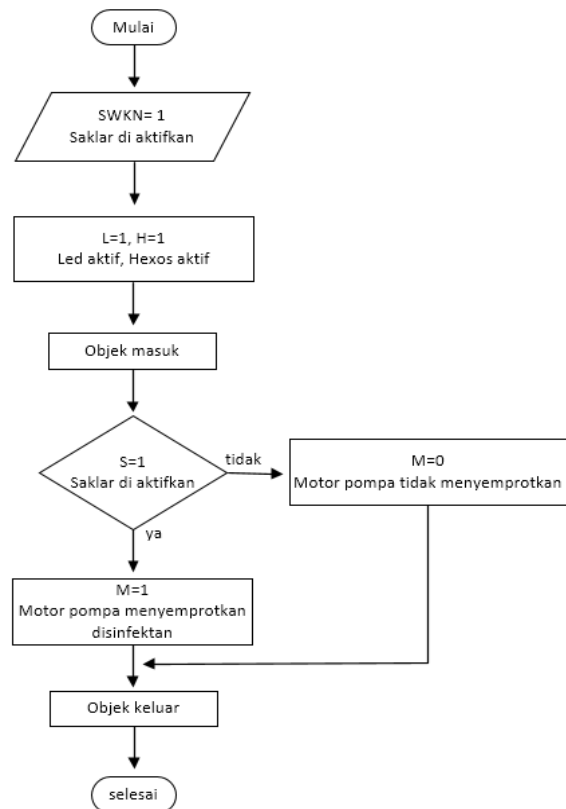 Mulai
SWKN= 1
Saklar di aktifkan
L=1, H=1
Led aktif, Hexos aktif
Objek masuk
S=1
Saklar di aktifkan
tidak
M=0
Motor pompa tidak menyemprotkan
ya
M=1
Motor pompa menyemprotkan
disinfektan
Objek keluar
selesai